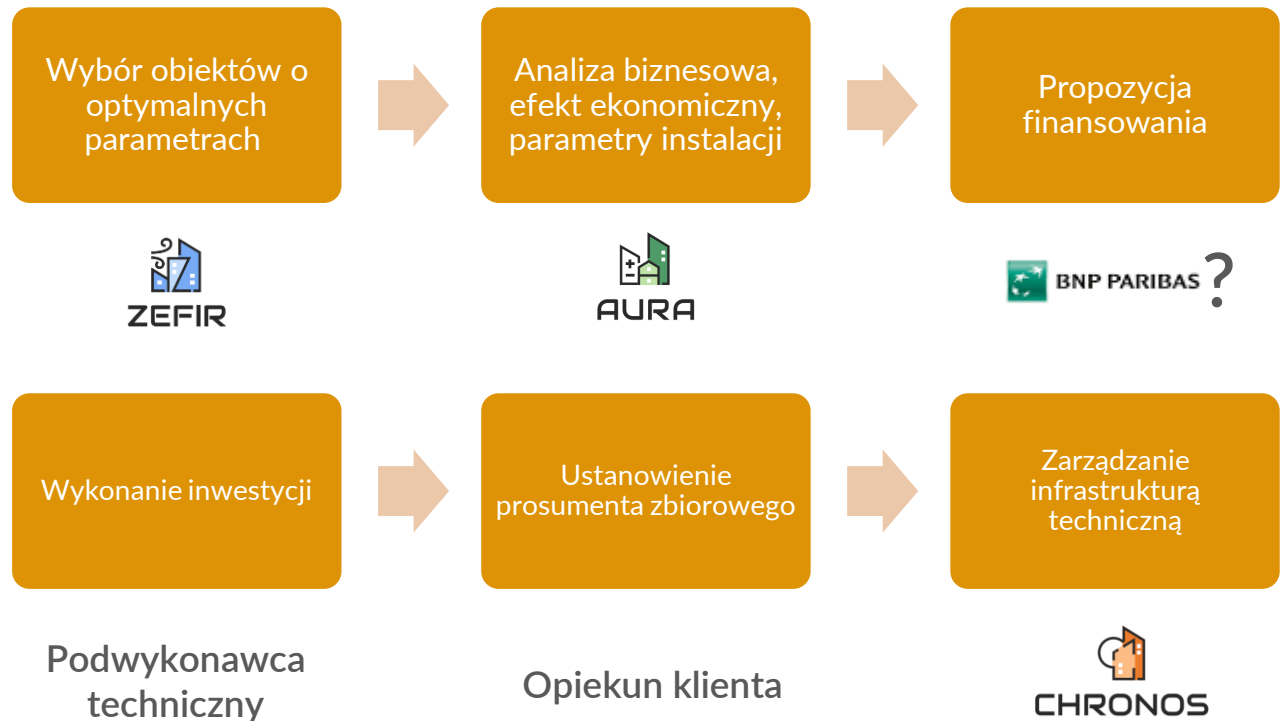 Wybór obiektów o
optymalnych
parametrach
Analiza biznesowa,
efekt ekonomiczny,
parametry instalacji
Propozycja
finansowania
ZEFIR
AURA
BNP PARIBAS ?
Wykonanie inwestycji
Ustanowienie
prosumenta zbiorowego
Zarządzanie
infrastrukturą
techniczną
Podwykonawca
techniczny
Opiekun klienta
CHRONOS